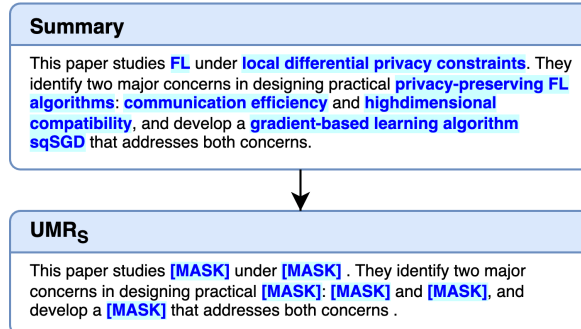 Summary
This paper studies FL under local differential privacy constraints. They
identify two major concerns in designing practical privacy-preserving FL
algorithms: communication efficiency and highdimensional
compatibility, and develop a gradient-based learning algorithm
sqSGD that addresses both concerns.
UMRS
This paper studies [MASK] under [MASK] . They identify two major
concerns in designing practical [MASK]: [MASK] and [MASK], and
develop a [MASK] that addresses both concerns .